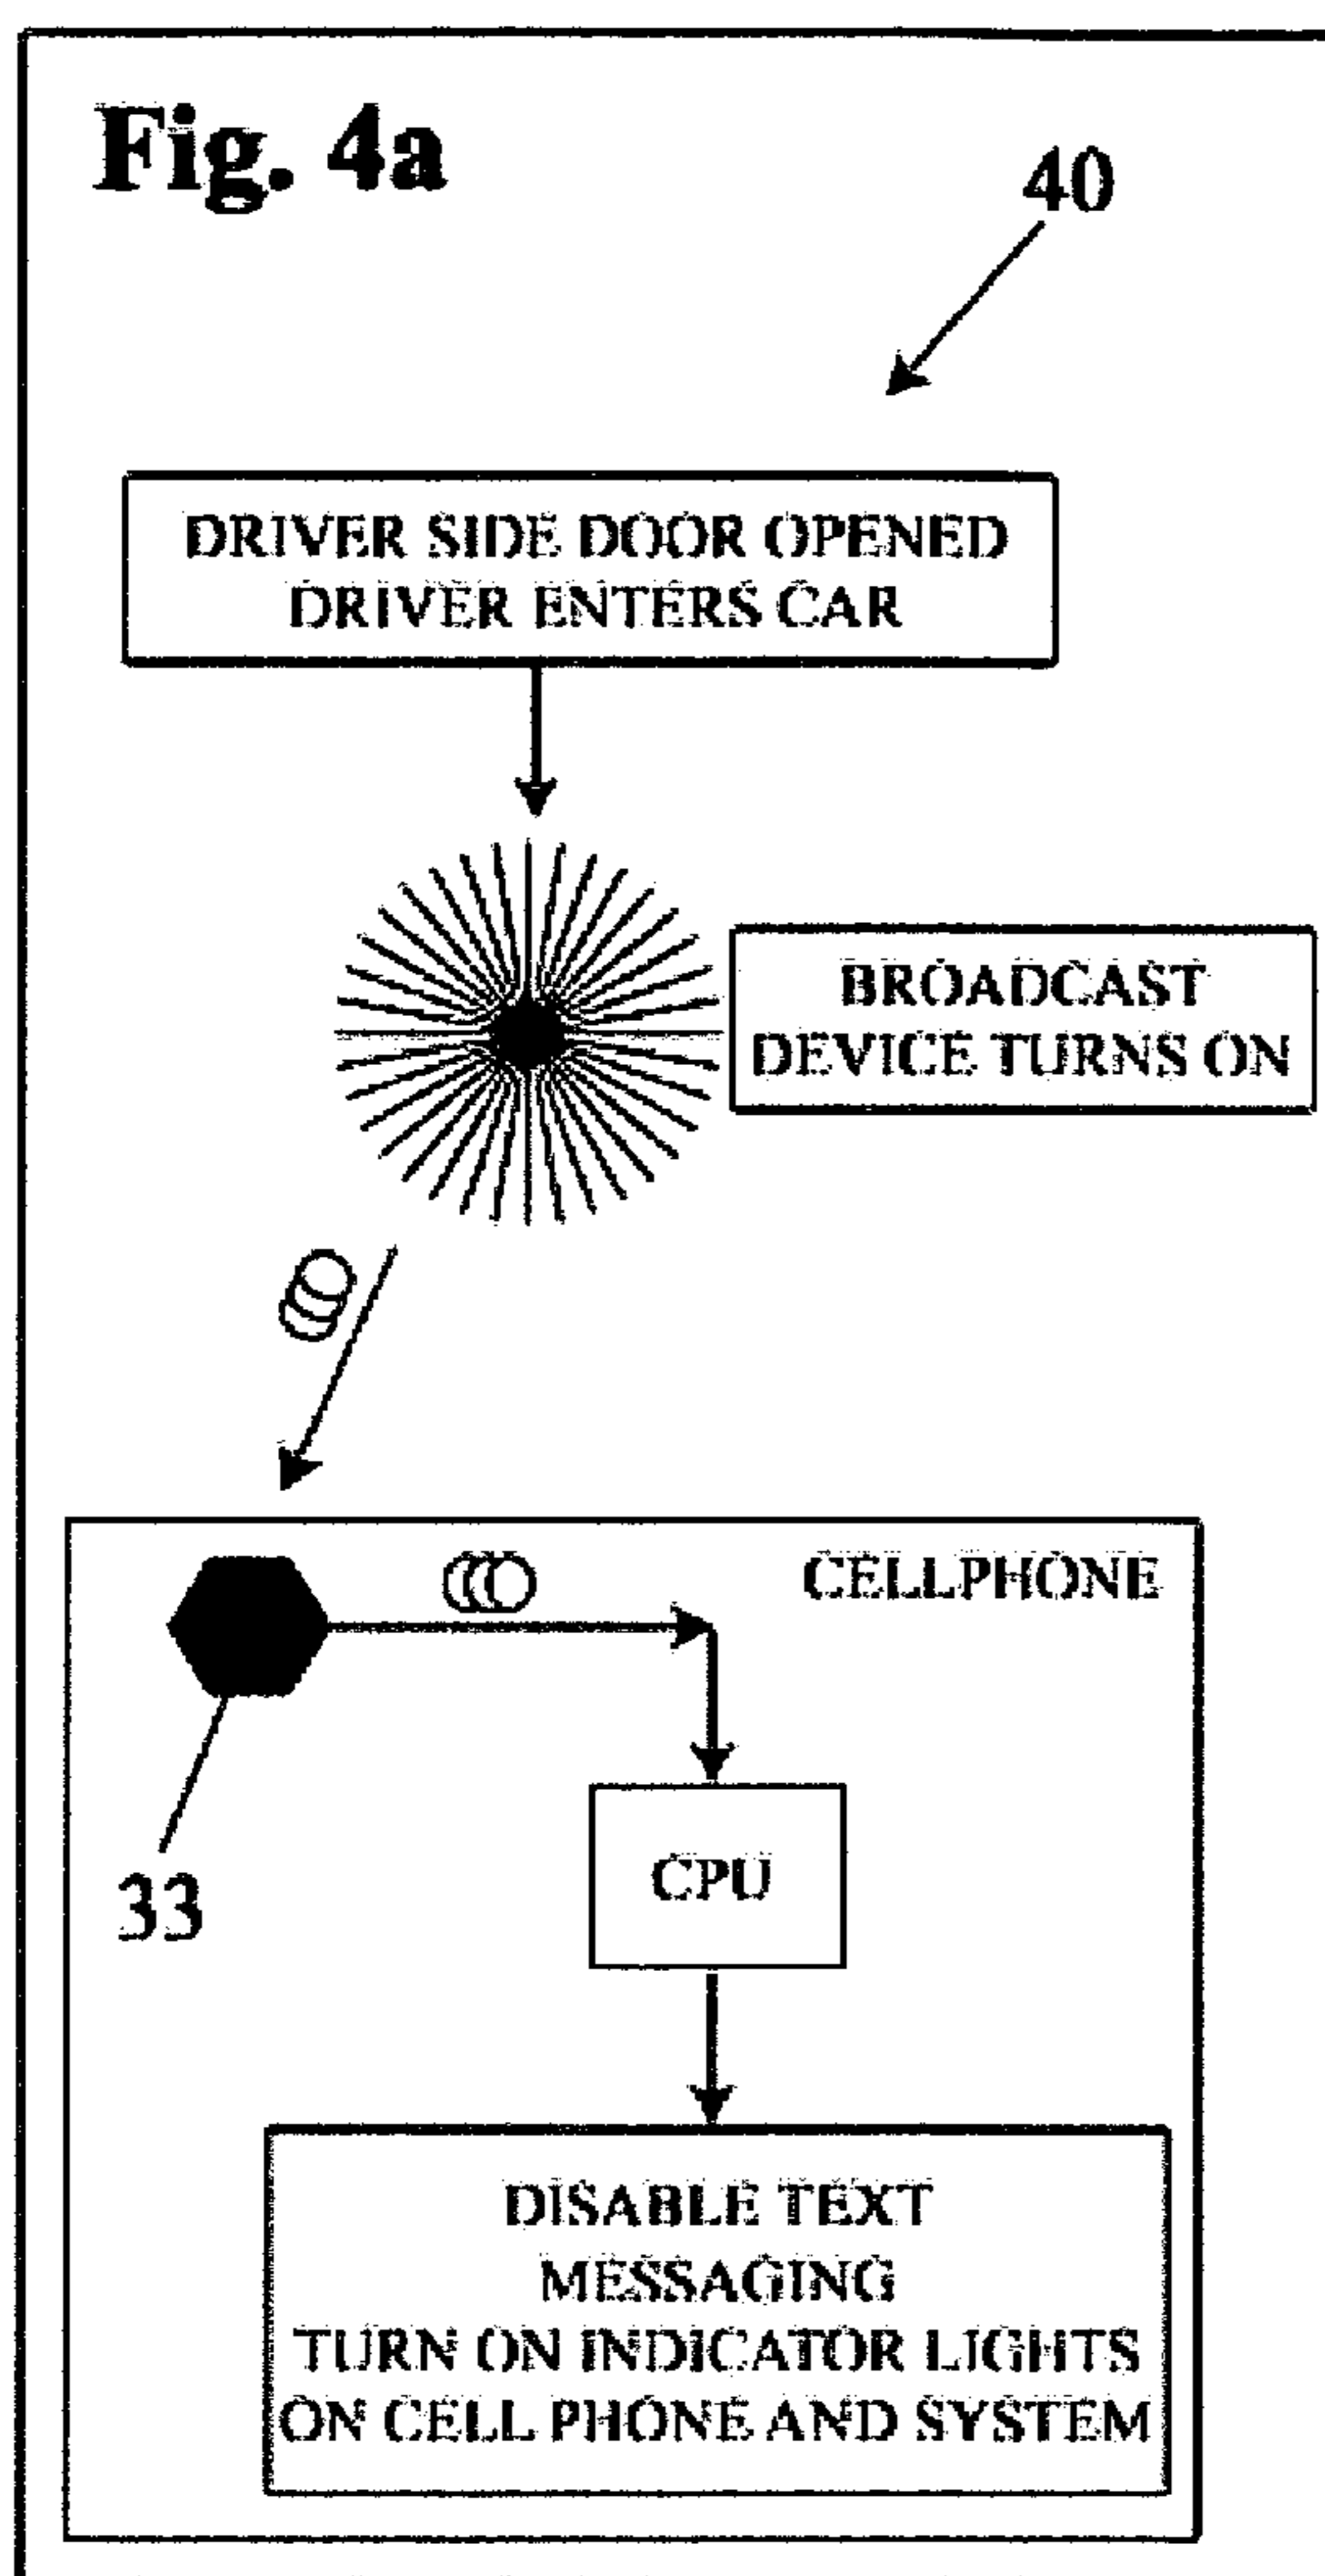 Fig. 4a
40
DRIVER SIDE DOOR OPENED
DRIVER ENTERS CAR
BROADCAST
DEVICE TURNS ON
CELLPHONE
CPU
33
DISABLE TEXT
MESSAGING
TURN ON INDICATOR LIGHTS
ON CELL PHONE AND SYSTEM